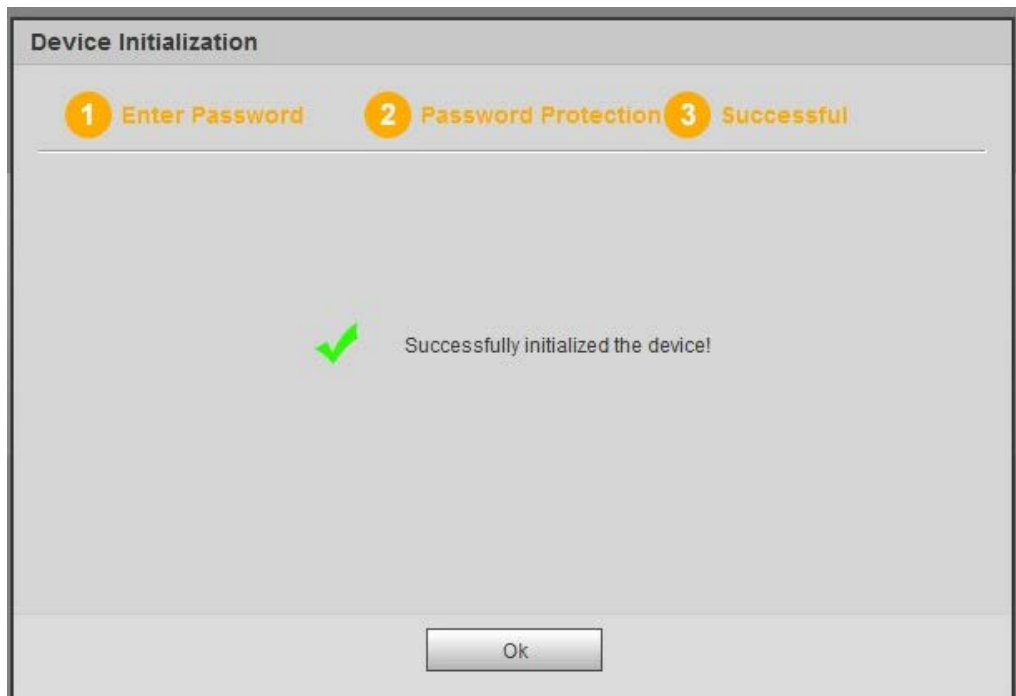 Device Initialization
1 Enter Password 2 Password Protection 3 Successful
Successfully initialized the device!
Ok